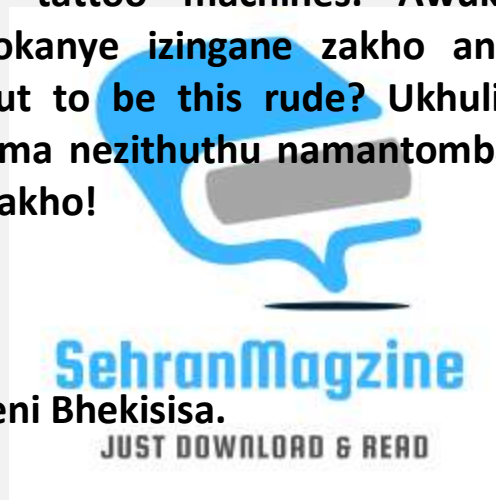 tattoo machines! Awuk
okanye izingane zakho an
ut to be this rude? Ukhuli
ma nezithuthu namantomb
akho!
SehranMagzine
eni Bhekisisa.
JUST DOWNLOAD & READ